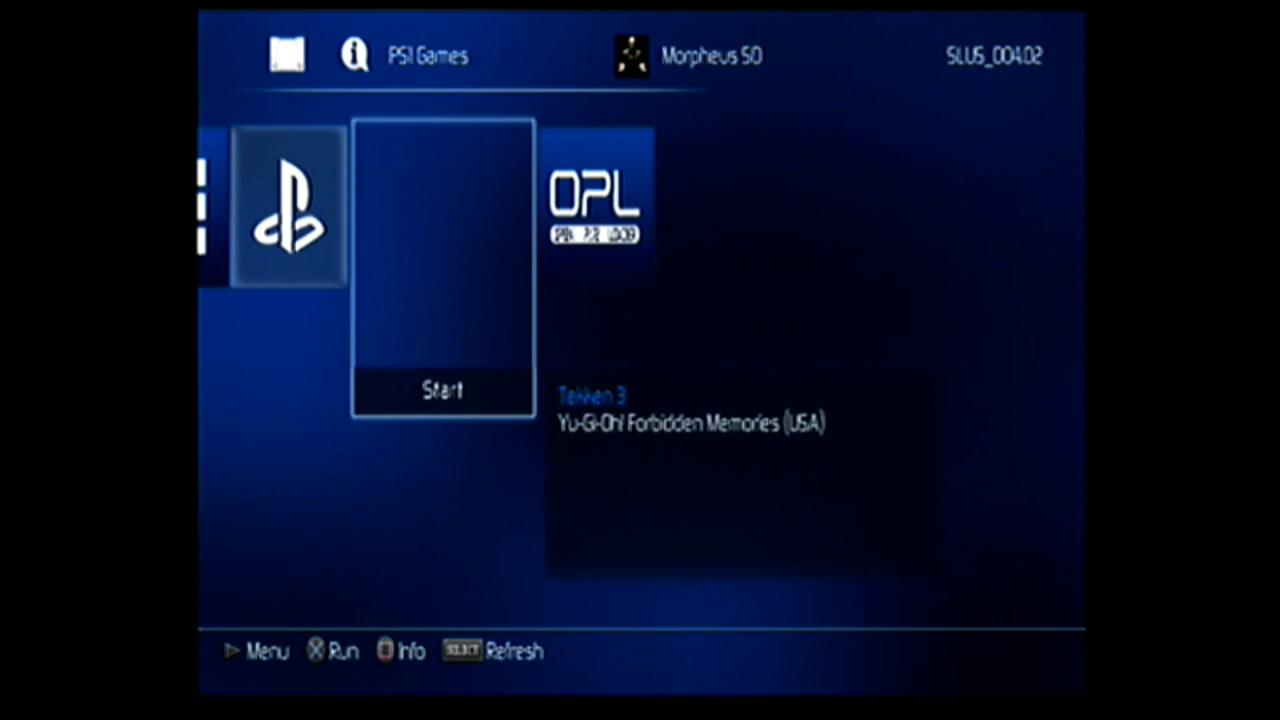 PS1 Games
Morpheus SD
SLUS_004.02
OPL
Start
Tekken 3
Yu-Gi-Oh! Forbidden Memories (USA)
Menu
Run
Info
SELECT
Refresh